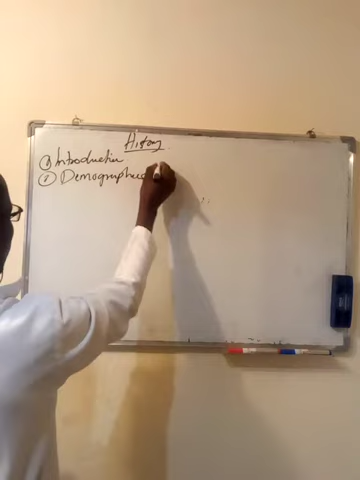 History
① Introduction
② Demographic